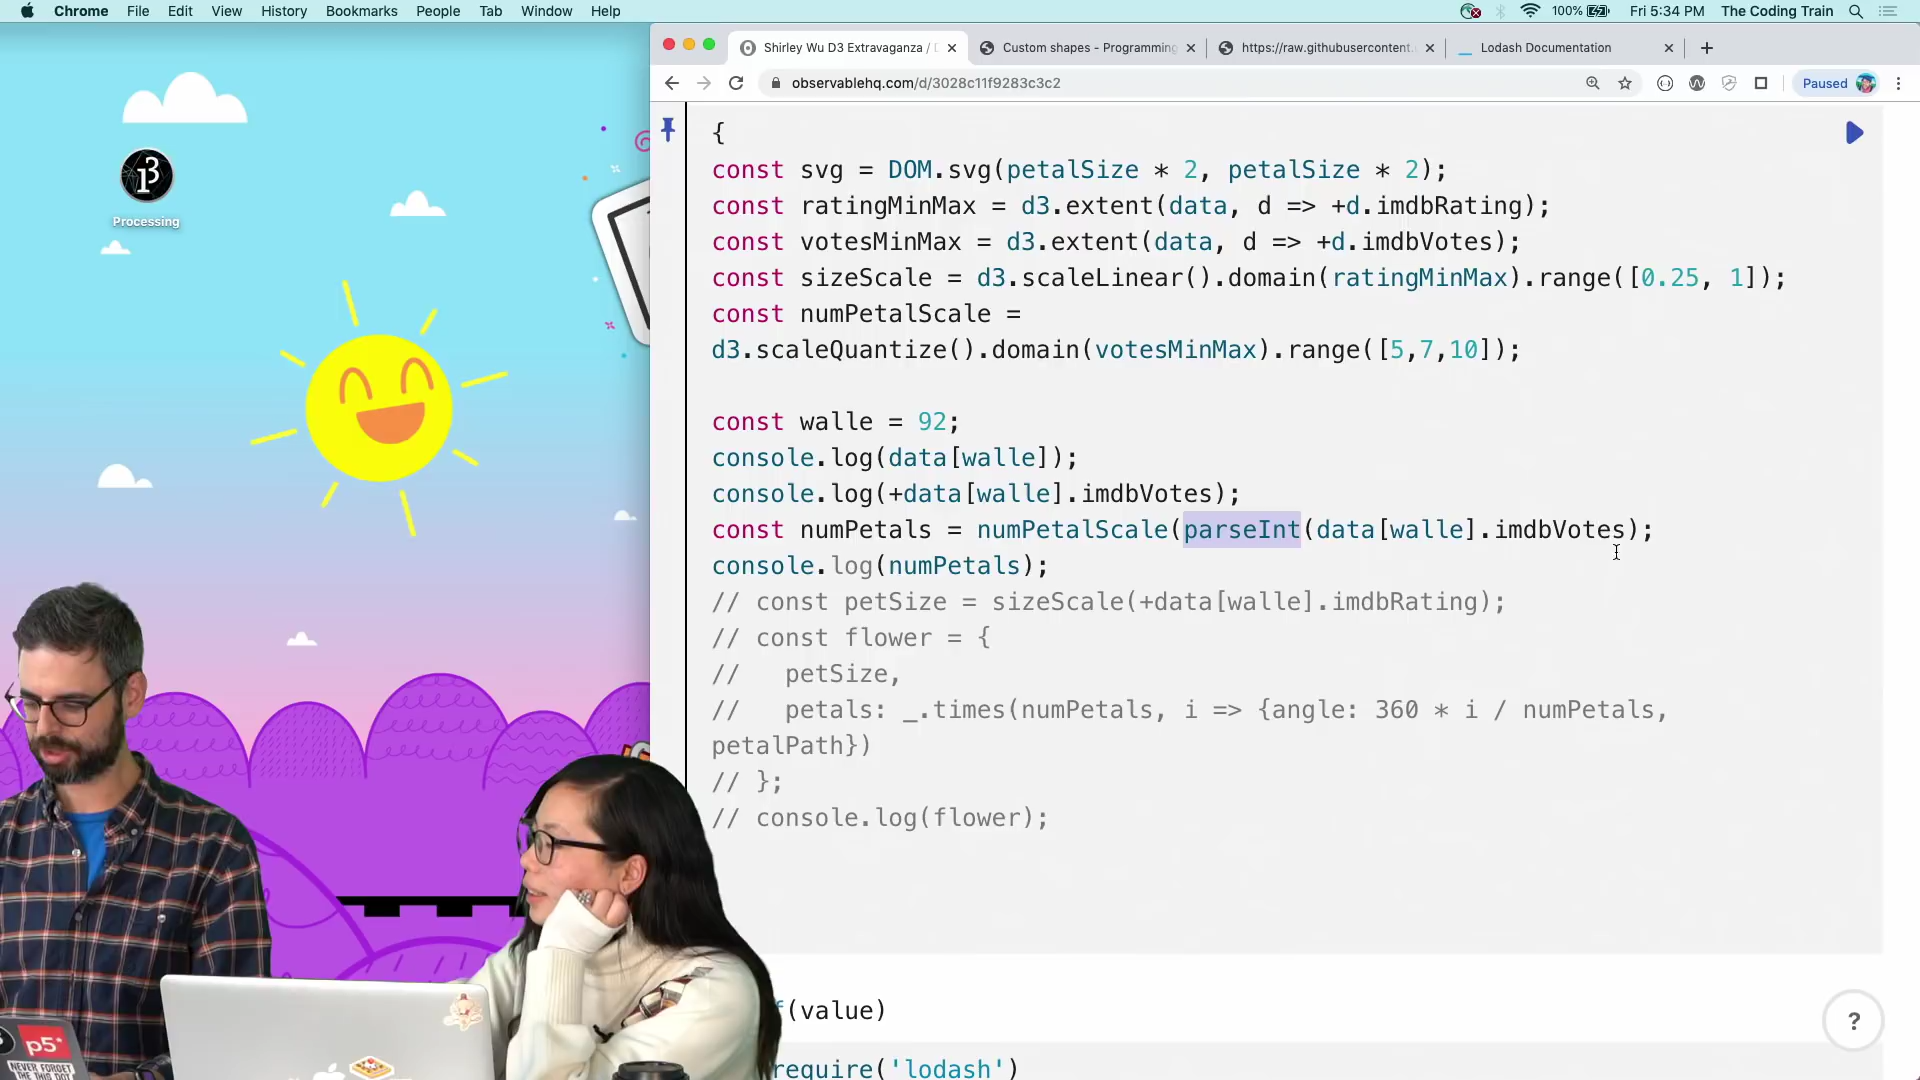 Chrome File Edit View History Bookmarks People Tab Window Help
100% Fri 5:34 PM The Coding Train
Shirley Wu D3 Extravaganza / D
Custom shapes - Programming
https://raw.githubusercontent.
Lodash Documentation
observablehq.com/d/3028c11f9283c3c2
Paused
Processing
{
const svg = DOM.svg(petalSize * 2, petalSize * 2);
const ratingMinMax = d3.extent(data, d => +d.imdbRating);
const votesMinMax = d3.extent(data, d => +d.imdbVotes);
const sizeScale = d3.scaleLinear().domain(ratingMinMax).range([0.25, 1]);
const numPetalScale =
d3.scaleQuantize().domain(votesMinMax).range([5,7,10]);
const walle = 92;
console.log(data[walle]);
console.log(+data[walle].imdbVotes);
const numPetals = numPetalScale(parseInt(data[walle].imdbVotes);
console.log(numPetals);
// const petSize = sizeScale(+data[walle].imdbRating);
// const flower = {
// petSize,
// petals: _.times(numPetals, i => {angle: 360 * i / numPetals,
petalPath})
// };
// console.log(flower);
f(value)
require('lodash')
?
p5*
NEVER FORGET
THE THIS DOT